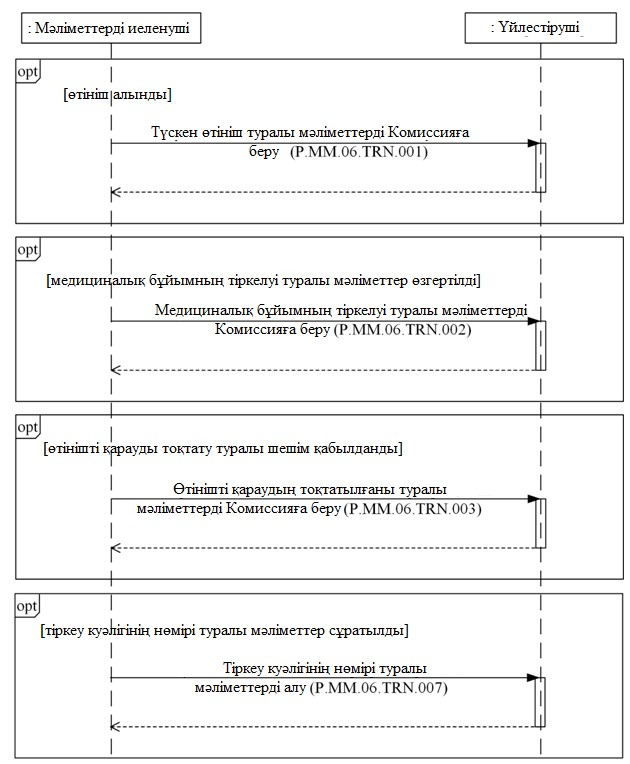 : Мәліметтерді иеленуші
: Үйлестіруші
opt
[өтініш алынды]
Түскен өтініш туралы мәліметтерді Комиссияға
беру (P.MM.06.TRN.001)
opt
[медициналық бұйымның тіркелуі туралы мәліметтер өзгертілді]
Медициналық бұйымның тіркелуі туралы мәліметтерді
Комиссияға беру (P.MM.06.TRN.002)
opt
[өтінішті қарауды тоқтату туралы шешім қабылданды]
Өтінішті қараудың тоқтатылғаны туралы
мәліметтерді Комиссияға беру (P.MM.06.TRN.003)
opt
[тіркеу куәлігінің нөмірі туралы мәліметтер сұратылды]
Тіркеу куәлігінің нөмірі туралы
мәліметтерді алу (P.MM.06.TRN.007)